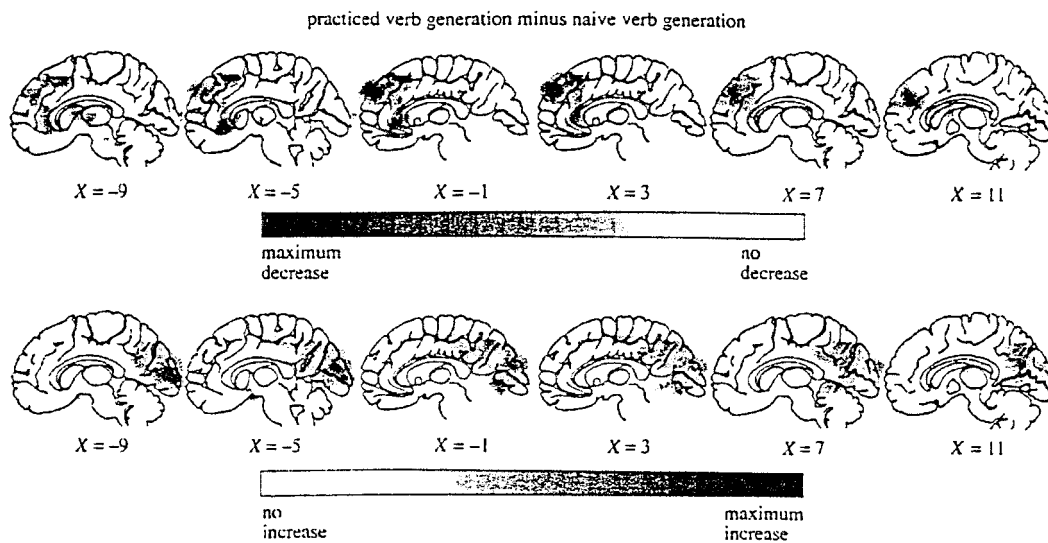 practiced verb generation minus naive verb generation
X = –9 X = –5 X = –1 X = 3 X = 7 X = 11
maximum decrease
no decrease
X = –9 X = –5 X = –1 X = 3 X = 7 X = 11
no increase
maximum increase